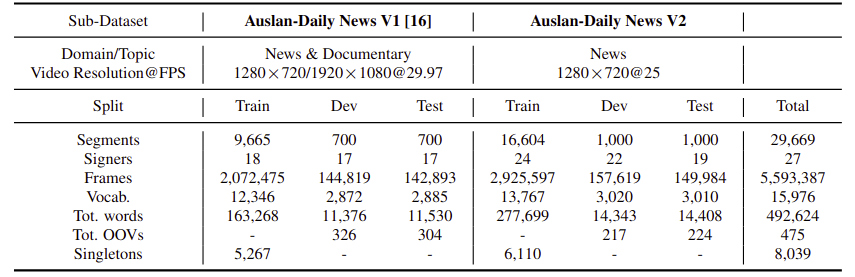 Sub-Dataset Auslan-Daily News V1 [16] Auslan-Daily News V2
Domain/Topic News & Documentary News
Video Resolution@FPS 1280×720/1920×1080@29.97 1280×720@25
Split Train Dev Test Train Dev Test Total
Segments 9,665 700 700 16,604 1,000 1,000 29,669
Signers 18 17 17 24 22 19 27
Frames 2,072,475 144,819 142,893 2,925,597 157,619 149,984 5,593,387
Vocab. 12,346 2,872 2,885 13,767 3,020 3,010 15,976
Tot. words 163,268 11,376 11,530 277,699 14,343 14,408 492,624
Tot. OOVs - 326 304 - 217 224 475
Singletons 5,267 - - 6,110 - - 8,039